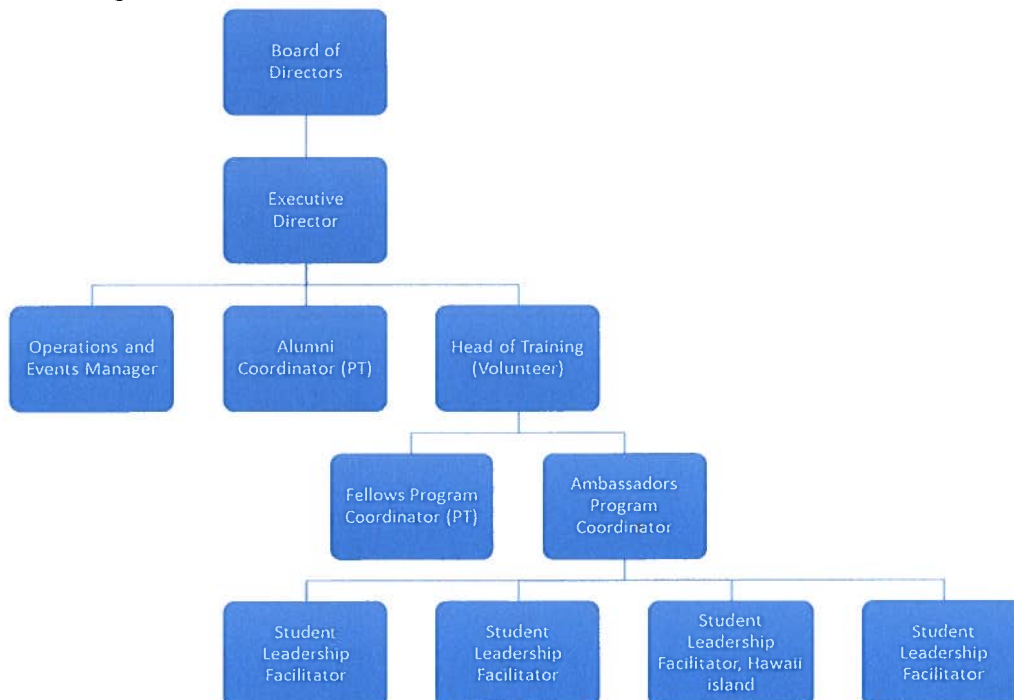 Board of
Directors
Executive
Director
Operations and
Events Manager
Alumni
Coordinator (PT)
Head of Training
(Volunteer)
Fellows Program
Coordinator (PT)
Ambassadors
Program
Coordinator
Student
Leadership
Facilitator
Student
Leadership
Facilitator
Student
Leadership
Facilitator, Hawaii
island
Student
Leadership
Facilitator